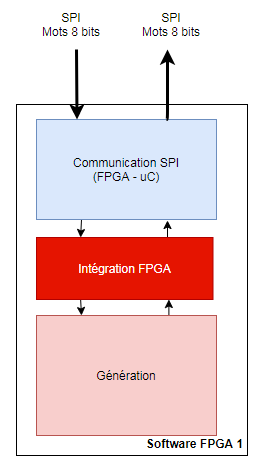 SPI
Mots 8 bits
SPI
Mots 8 bits
Communication SPI
(FPGA - uC)
Intégration FPGA
Génération
Software FPGA 1